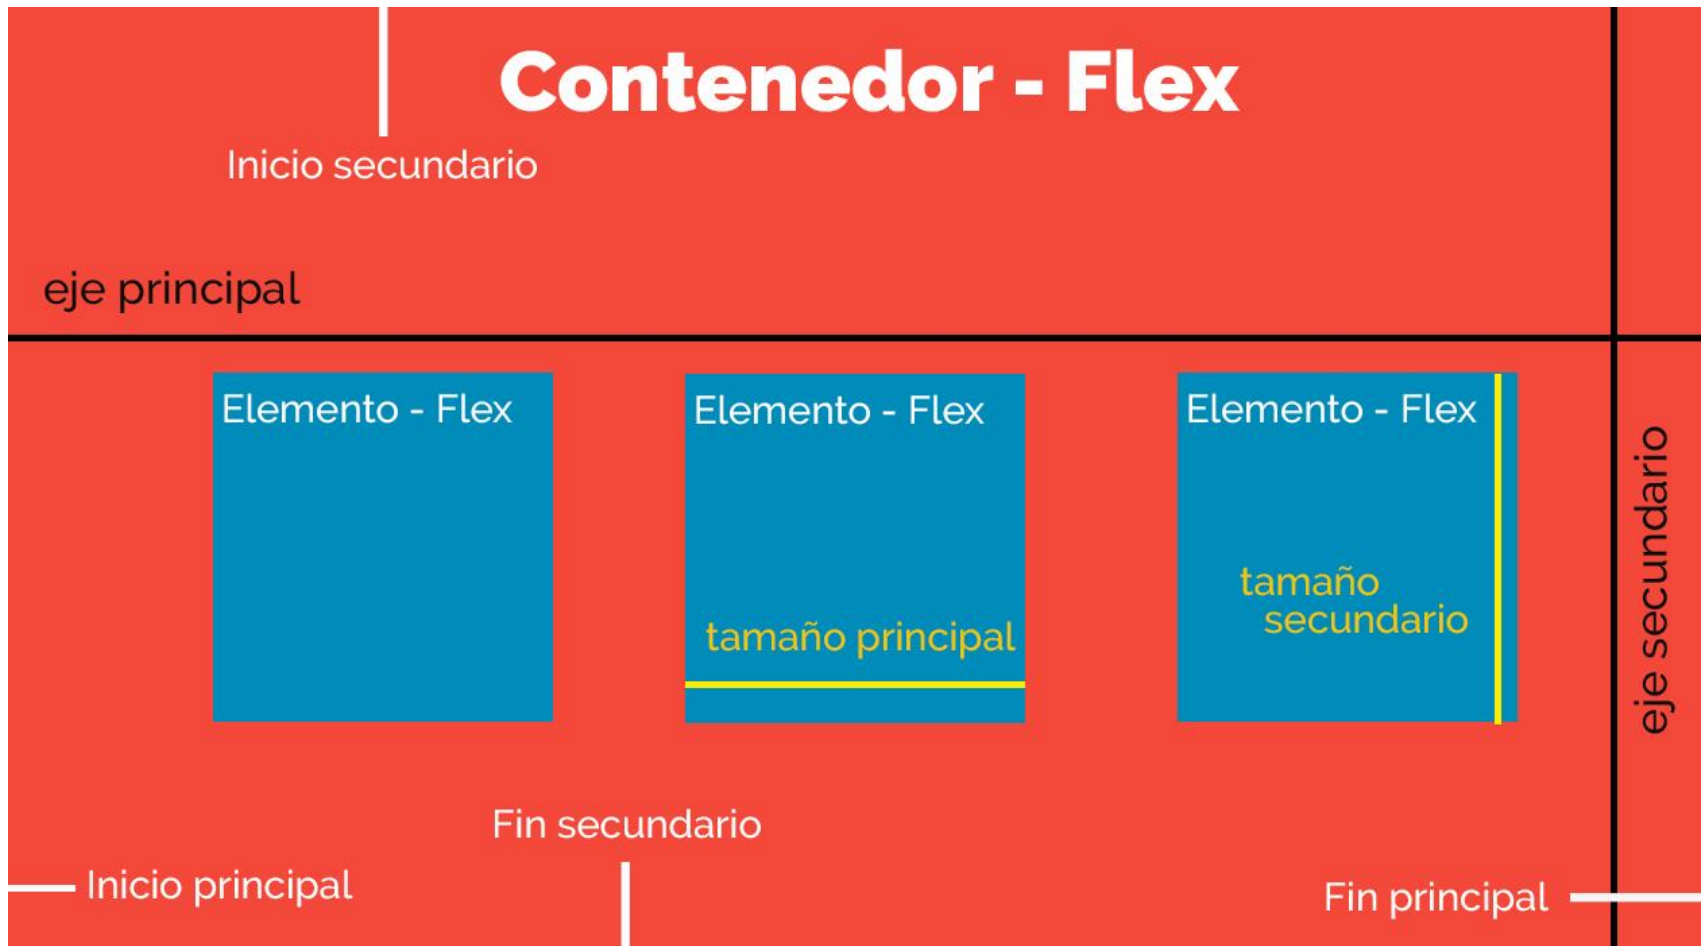 Contenedor - Flex
Inicio secundario
eje principal
Elemento - Flex
Elemento - Flex
tamaño principal
Elemento - Flex
tamaño
secundario
eje secundario
Fin secundario
Inicio principal
Fin principal